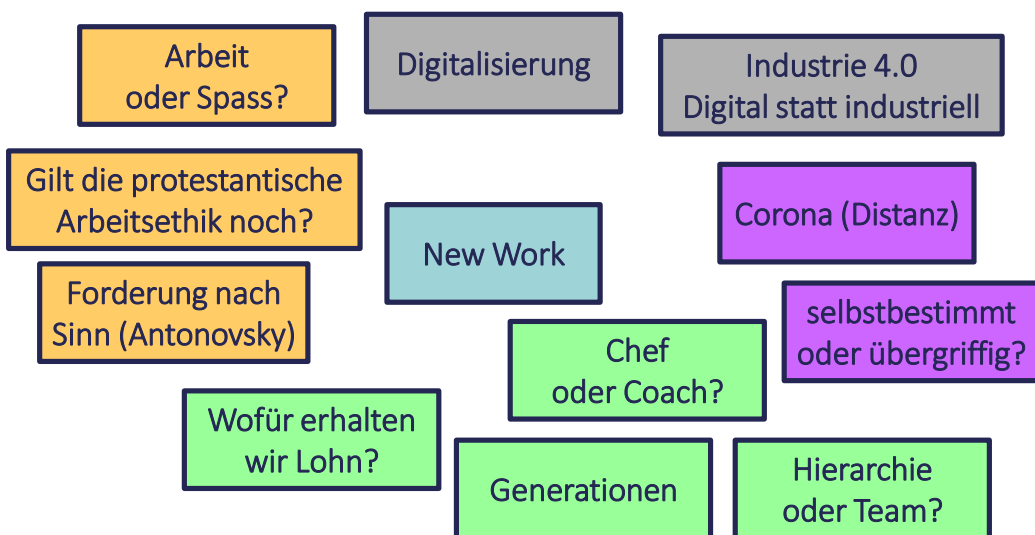 Arbeit
oder Spass?
Digitalisierung
Industrie 4.0
Digital statt industriell
Gilt die protestantische
Arbeitsethik noch?
New Work
Corona (Distanz)
Forderung nach
Sinn (Antonovsky)
selbstbestimmt
oder übergriffig?
Chef
oder Coach?
Wofür erhalten
wir Lohn?
Generationen
Hierarchie
oder Team?